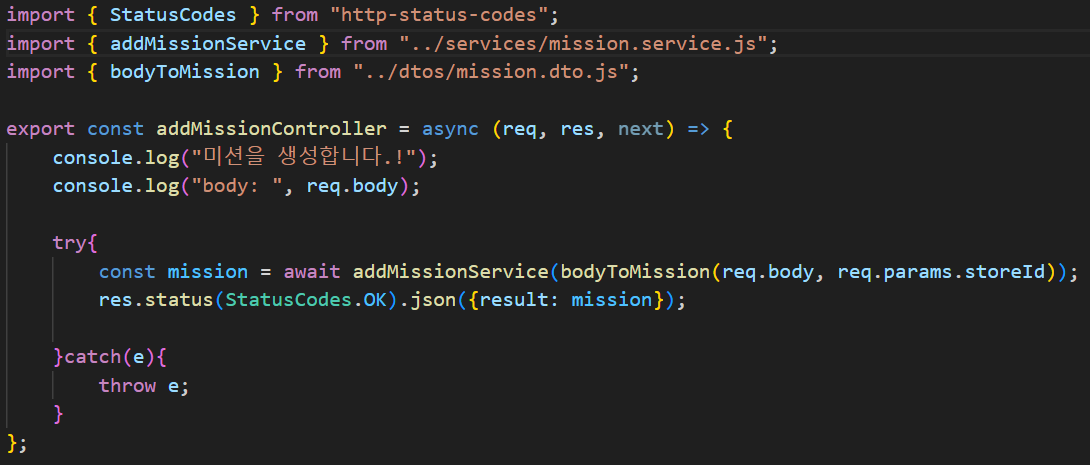 import { StatusCodes } from "http-status-codes";
import { addMissionService } from "../services/mission.service.js";
import { bodyToMission } from "../dtos/mission.dto.js";
export const addMissionController = async (req, res, next) => {
console.log("미션을 생성합니다.!");
console.log("body: ", req.body);
try{
const mission = await addMissionService(bodyToMission(req.body, req.params.storeId));
res.status(StatusCodes.OK).json({result: mission});
}catch(e){
throw e;
}
};